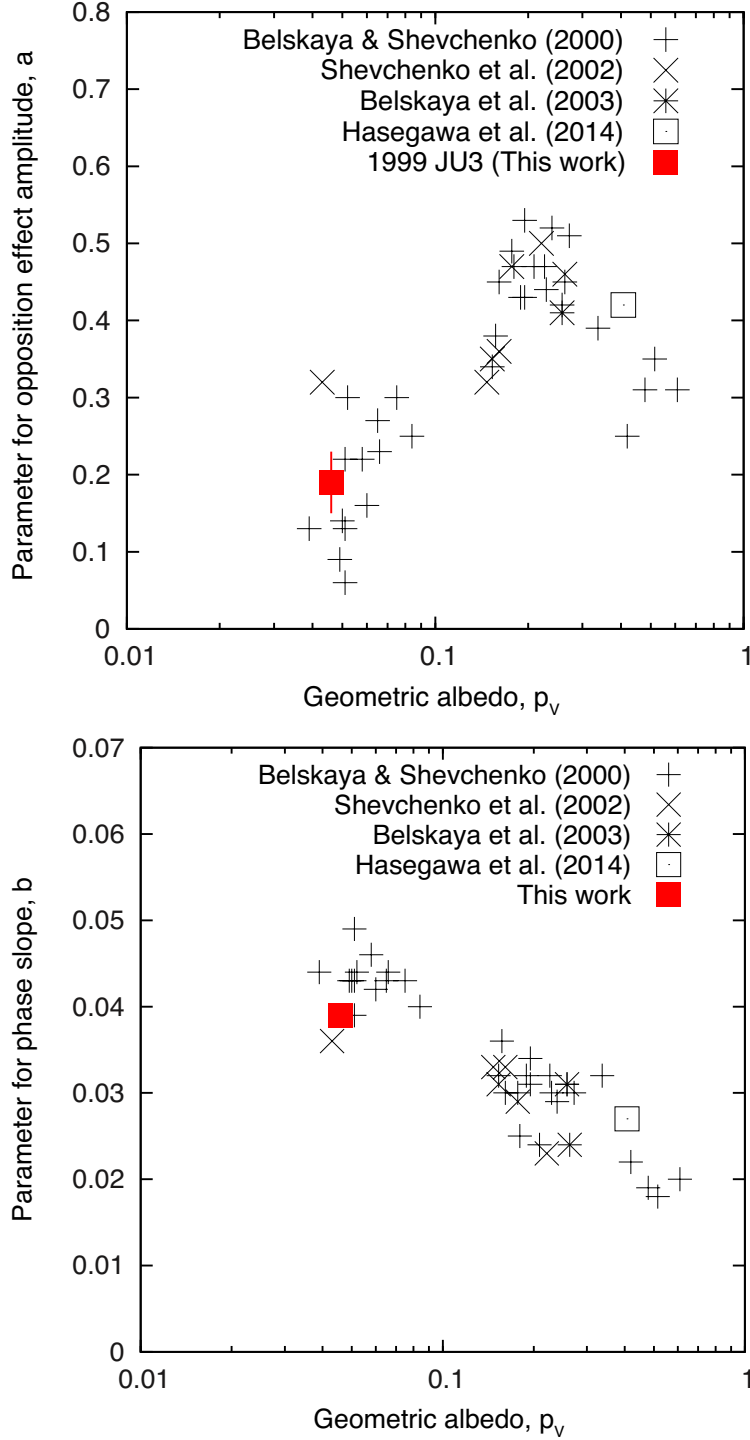 0.8
0.7
0.6
0.5
0.4
0.3
0.2
0.1
0
Parameter for opposition effect amplitude, a
Belskaya & Shevchenko (2000)
Shevchenko et al. (2002)
Belskaya et al. (2003)
Hasegawa et al. (2014)
1999 JU3 (This work)
0.01 0.1 1
Geometric albedo, pv
0.07
0.06
0.05
0.04
0.03
0.02
0.01
0
Parameter for phase slope, b
Belskaya & Shevchenko (2000)
Shevchenko et al. (2002)
Belskaya et al. (2003)
Hasegawa et al. (2014)
This work
0.01 0.1 1
Geometric albedo, pv